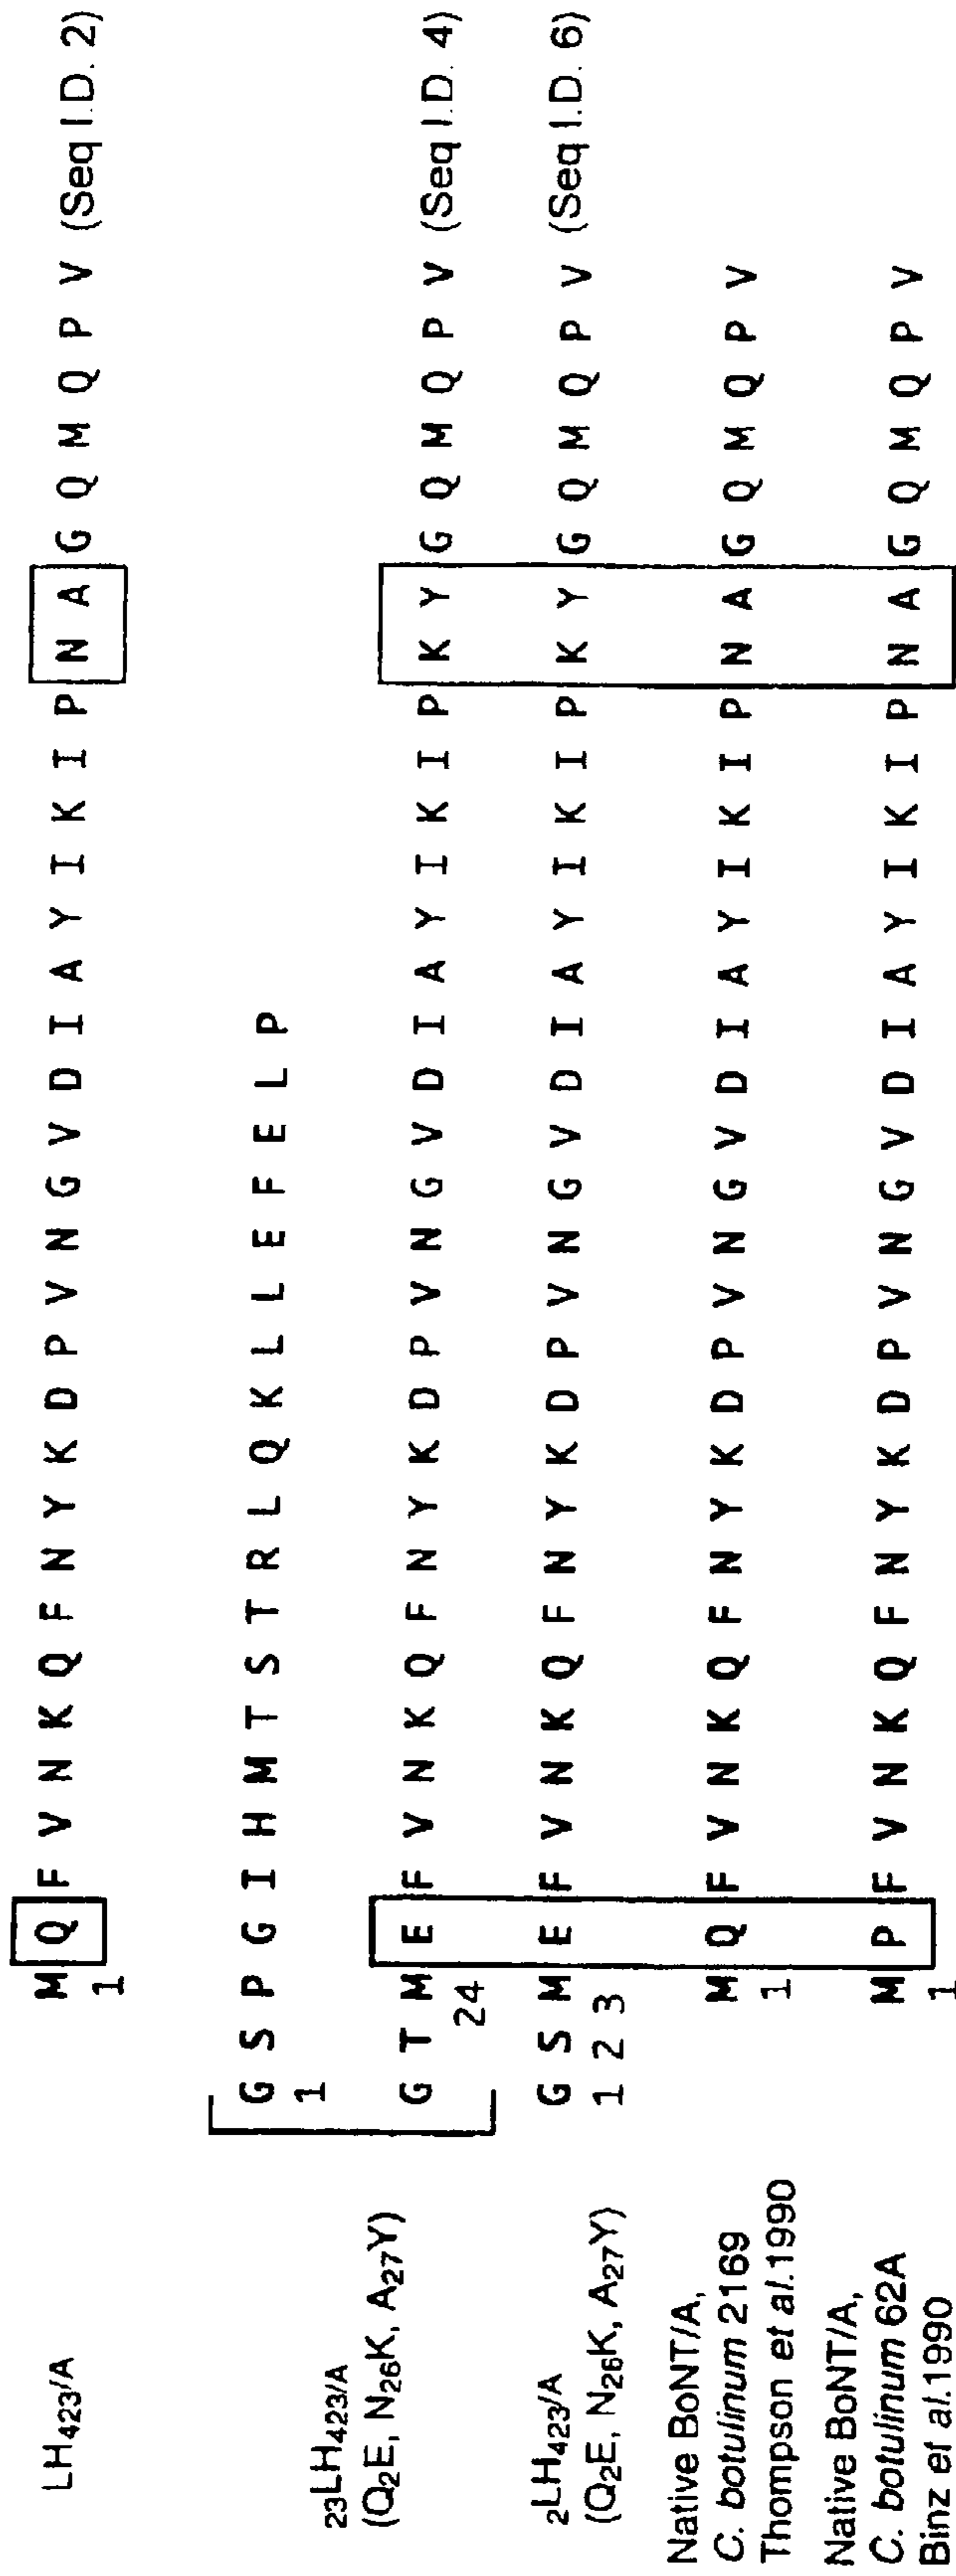 LH423/A M Q F V N K Q F N Y K D P V N G V D I A Y I K I P N A G Q M Q P V (Seq I.D. 2)
1
G S P G I H M T S T R L Q K L L E F E L P
1
23LH423/A
(Q2E, N26K, A27Y)
G T M E F V N K Q F N Y K D P V N G V D I A Y I K I P K Y G Q M Q P V (Seq I.D. 4)
24
2LH423/A
(Q2E, N26K, A27Y)
G S M E F V N K Q F N Y K D P V N G V D I A Y I K I P K Y G Q M Q P V (Seq I.D. 6)
1 2 3
Native BoNT/A,
C. botulinum 2169
Thompson et al.1990
M Q F V N K Q F N Y K D P V N G V D I A Y I K I P N A G Q M Q P V
1
Native BoNT/A,
C. botulinum 62A
Binz et al.1990
M P F V N K Q F N Y K D P V N G V D I A Y I K I P N A G Q M Q P V
1